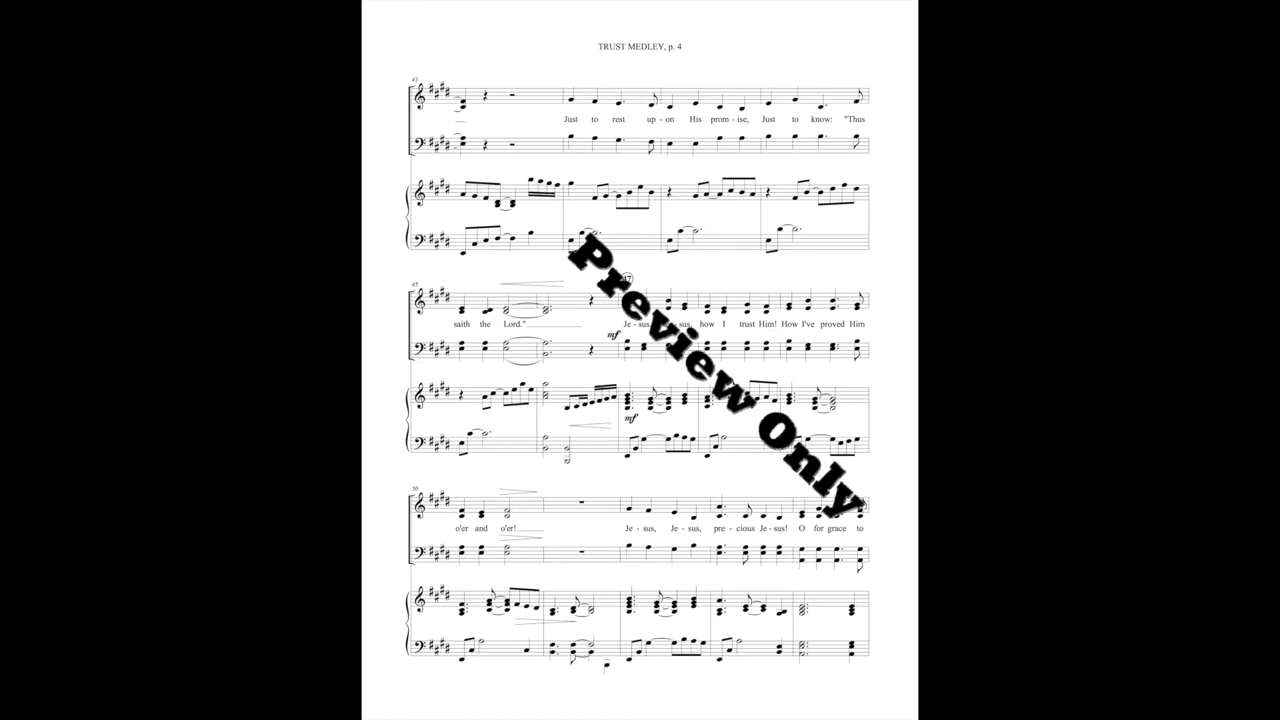 TRUST MEDLEY, p. 4
41
Just to rest up - on His prom - ise, Just to know: "Thus
45
47
saith the Lord." Je - sus, Je - sus, how I trust Him! How I've proved Him
mf
mf
50
o'er and o'er! Je - sus, Je - sus, pre - cious Je - sus! O for grace to
Preview Only